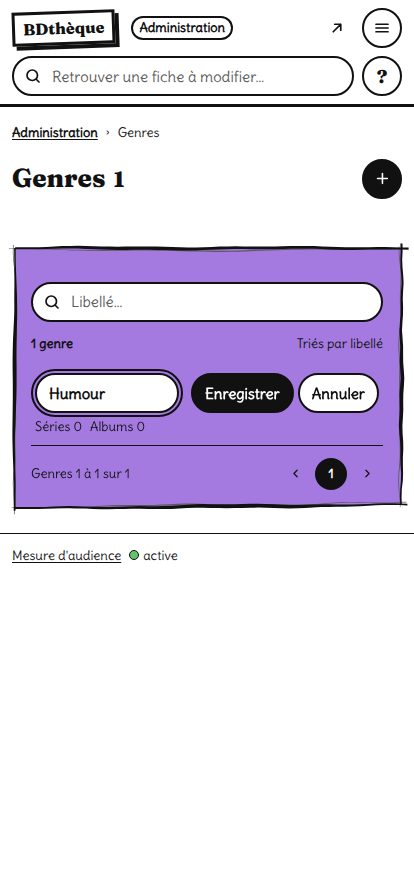 BDthèque Administration
Retrouver une fiche à modifier... ?
Administration › Genres
Genres 1
+
Libellé...
1 genre Triés par libellé
Humour Enregistrer Annuler
Séries 0 Albums 0
Genres 1 à 1 sur 1 ‹ 1 ›
Mesure d'audience active